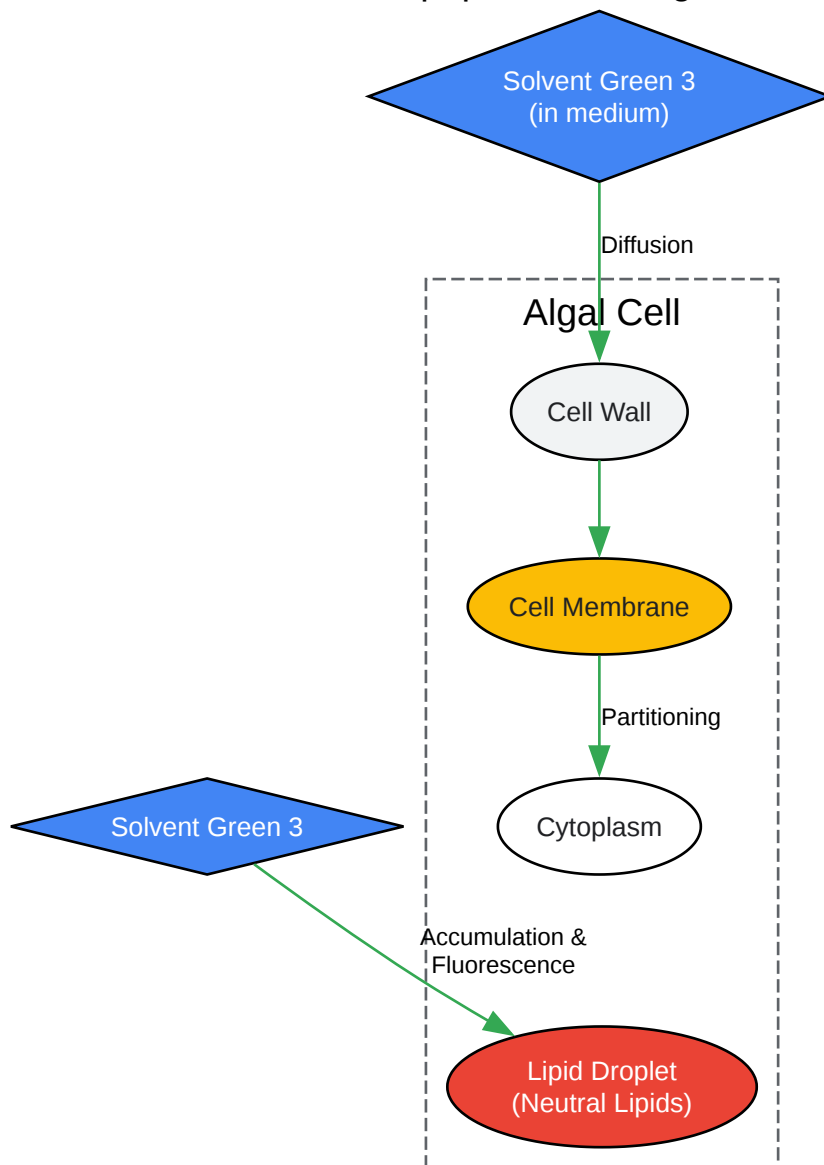 Solvent Green 3
(in medium)
Diffusion
Algal Cell
Cell Wall
Cell Membrane
Partitioning
Cytoplasm
Solvent Green 3
Accumulation &
Fluorescence
Lipid Droplet
(Neutral Lipids)